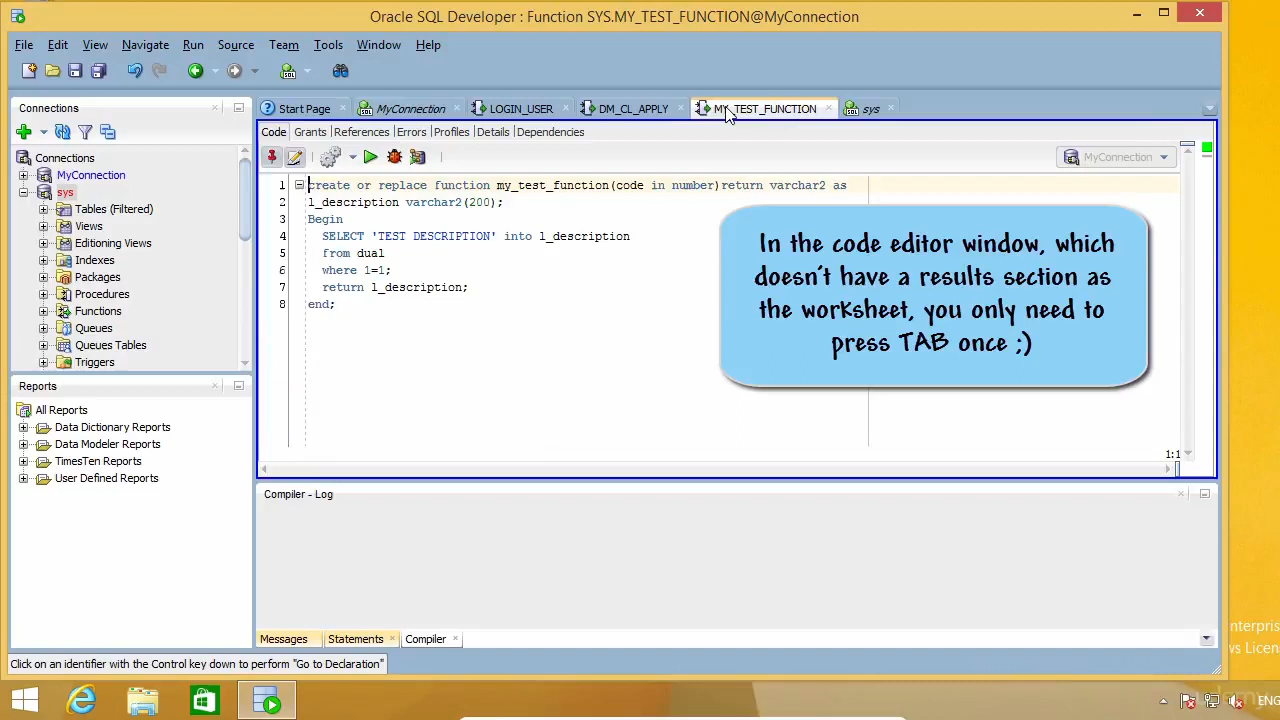 Oracle SQL Developer : Function SYS.MY_TEST_FUNCTION@MyConnection
File Edit View Navigate Run Source Team Tools Window Help
Connections
Connections
MyConnection
sys
Tables (Filtered)
Views
Editioning Views
Indexes
Packages
Procedures
Functions
Queues
Queues Tables
Triggers
Reports
All Reports
Data Dictionary Reports
Data Modeler Reports
TimesTen Reports
User Defined Reports
Start Page MyConnection LOGIN_USER DM_CL_APPLY MY_TEST_FUNCTION sys
Code Grants References Errors Profiles Details Dependencies
MyConnection
1 create or replace function my_test_function(code in number)return varchar2 as
2 l_description varchar2(200);
3 Begin
4 SELECT 'TEST DESCRIPTION' into l_description
5 from dual
6 where 1=1;
7 return l_description;
8 end;
In the code editor window, which
doesn't have a results section as
the worksheet, you only need to
press TAB once ;)
1:1
Compiler - Log
Messages Statements Compiler
Click on an identifier with the Control key down to perform "Go to Declaration"
nterpris
ws Licen
ENG